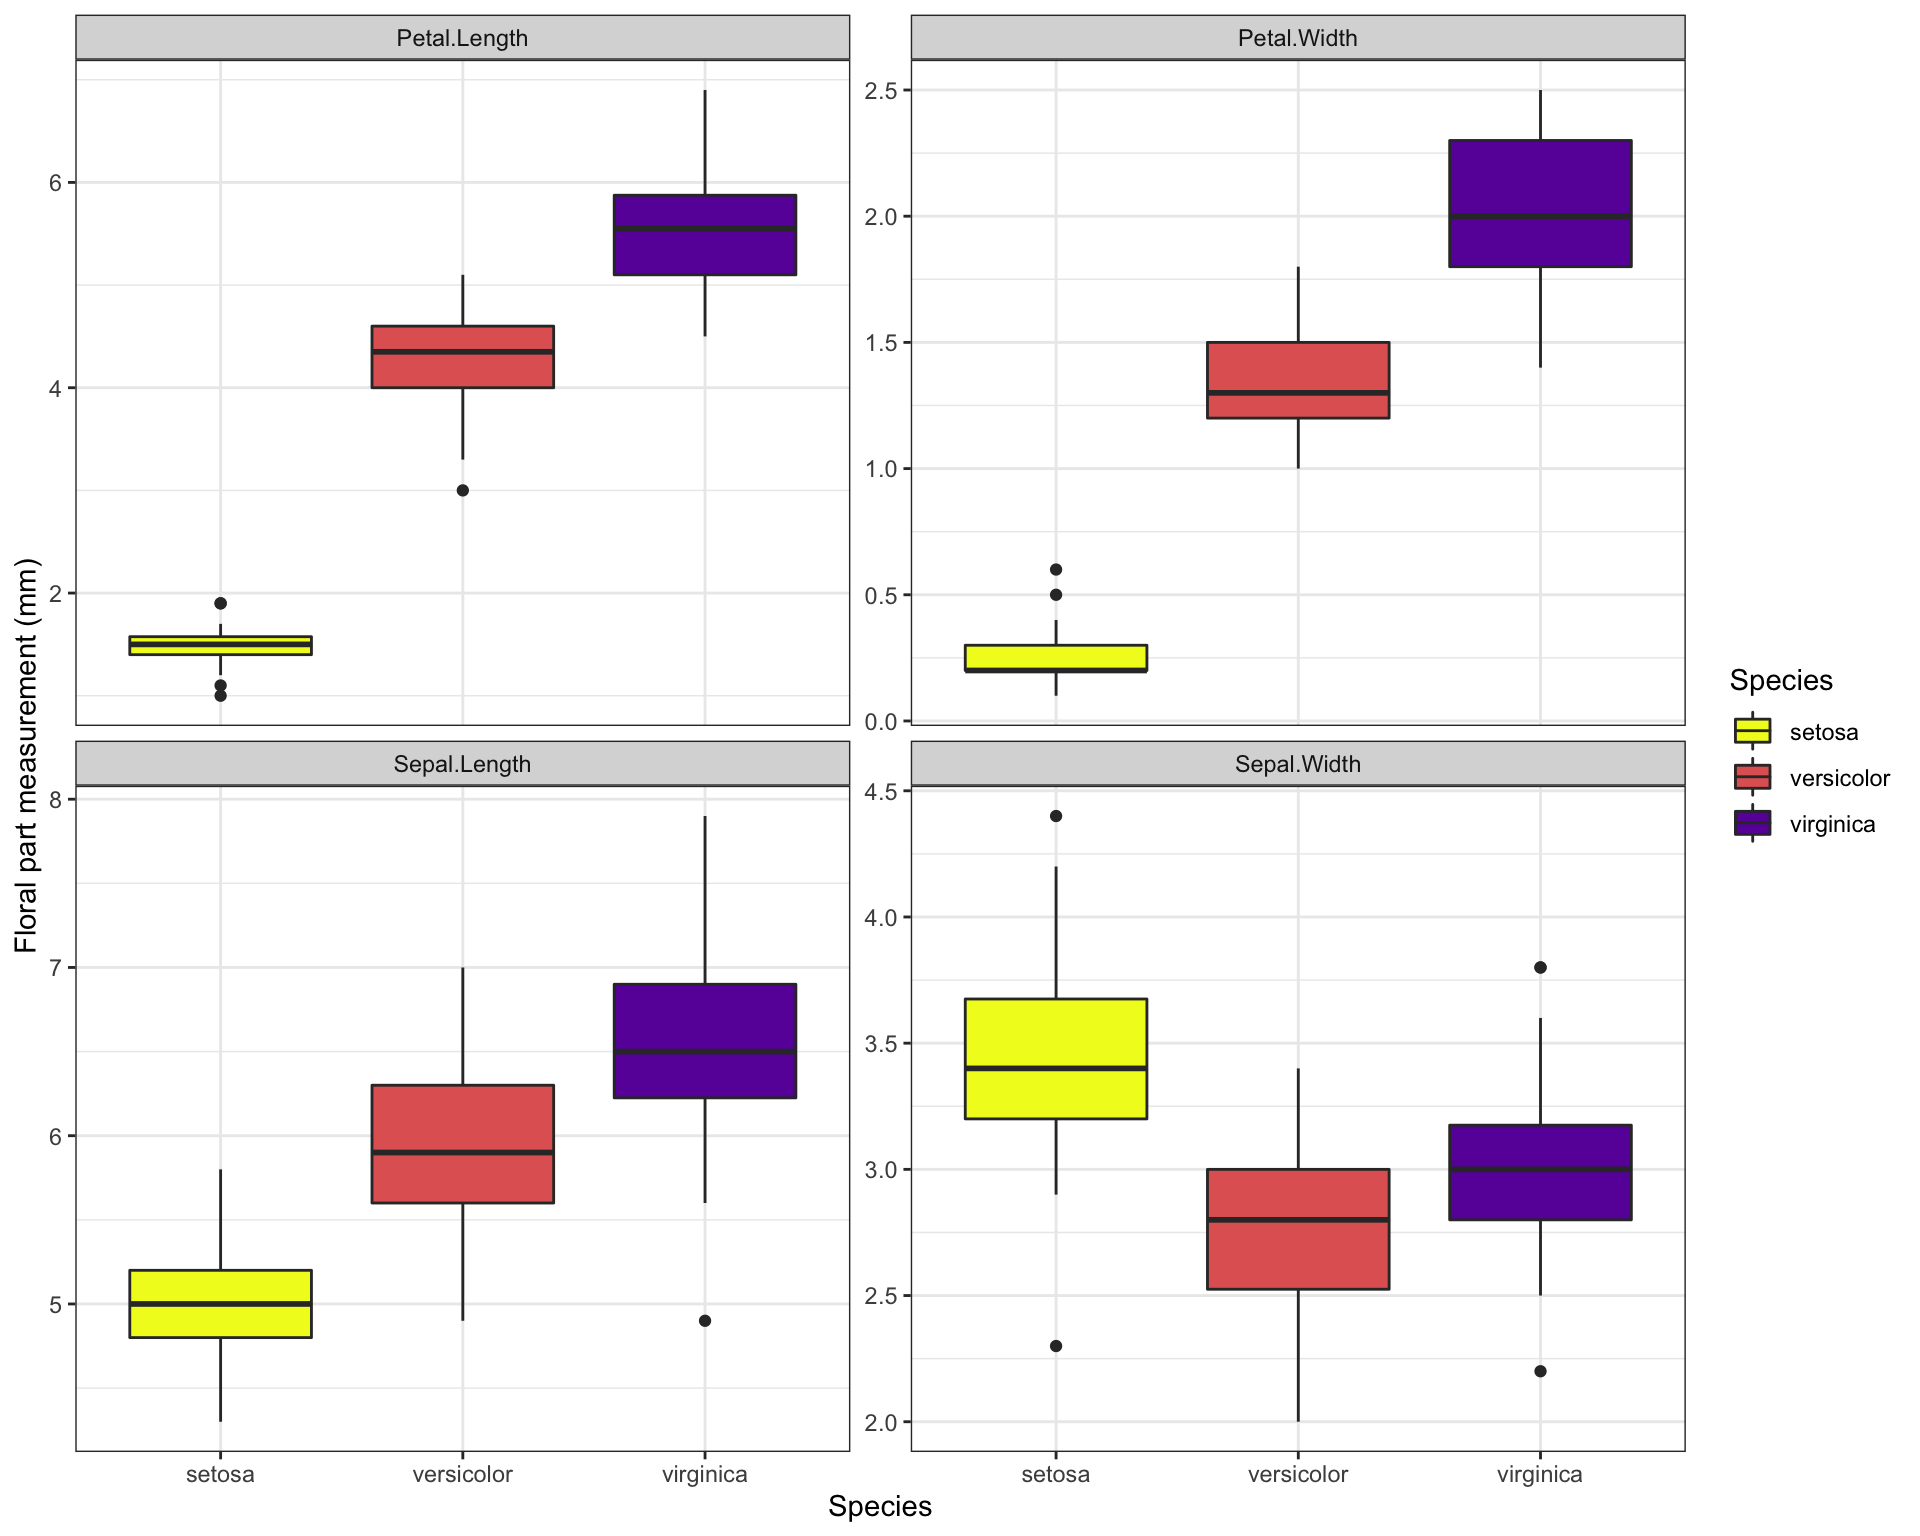 Petal.Length
Petal.Width
6
4
2
2.5
2.0
1.5
1.0
0.5
0.0
Sepal.Length
Sepal.Width
8
7
6
5
4.5
4.0
3.5
3.0
2.5
2.0
setosa
versicolor
virginica
setosa
versicolor
virginica
Species
Floral part measurement (mm)
Species
setosa
versicolor
virginica